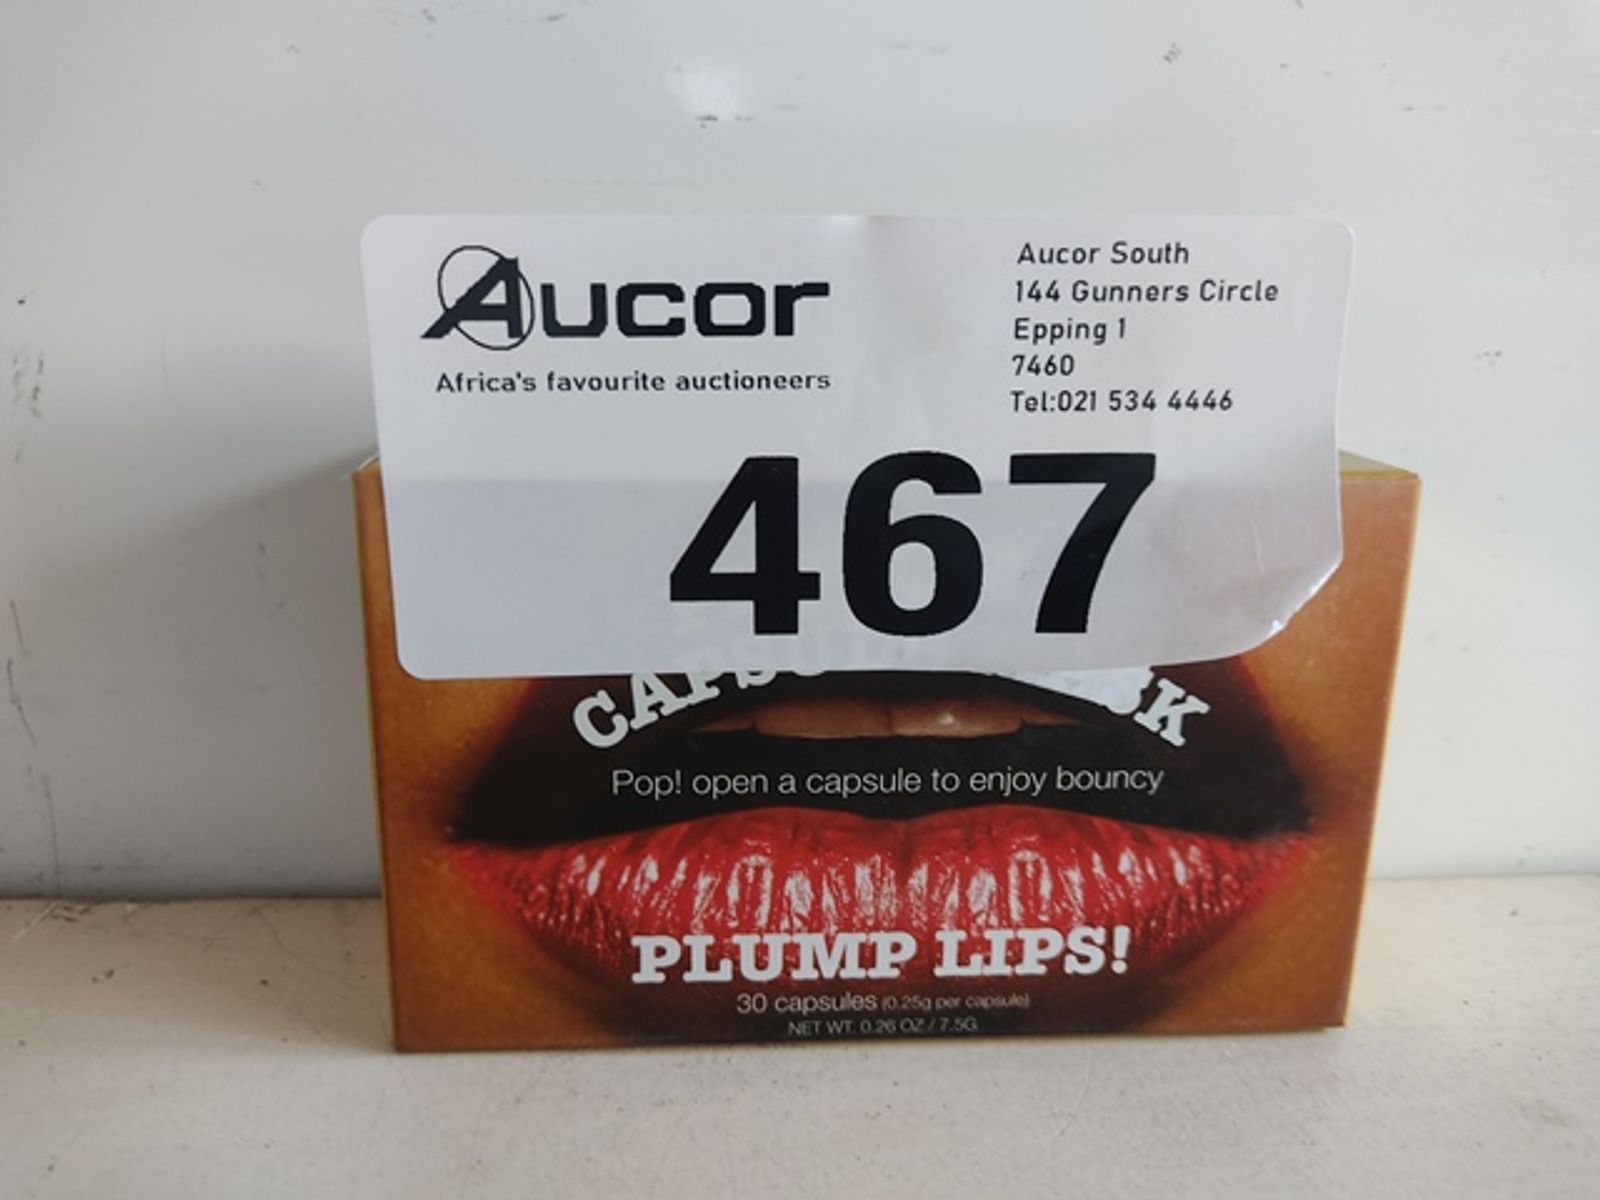 Aucor
Africa's favourite auctioneers
Aucor South
144 Gunners Circle
Epping 1
7460
Tel:021 534 4446
467
Pop! open a capsule to enjoy bouncy
PLUMP LIPS!
30 capsules (0.25g per capsule)
NET WT. 0.26 OZ / 7.5G